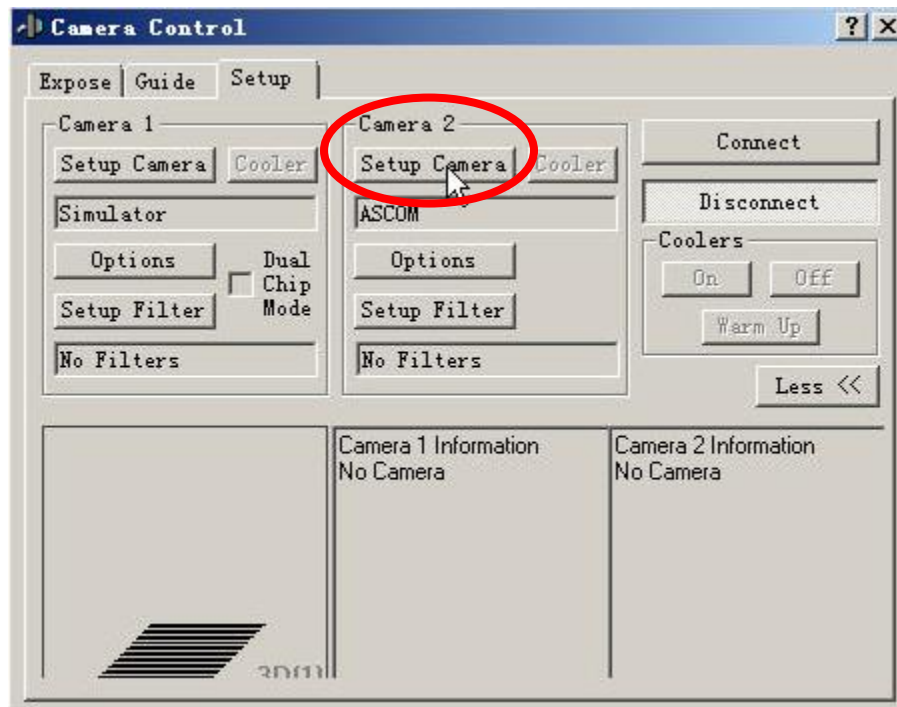 Camera Control
Expose Guide Setup
Camera 1
Setup Camera Cooler
Simulator
Options
Dual Chip Mode
Setup Filter
No Filters
Camera 2
Setup Camera Cooler
ASCOM
Options
Setup Filter
No Filters
Connect
Disconnect
Coolers
On Off
Warm Up
Less <<
Camera 1 Information
No Camera
Camera 2 Information
No Camera